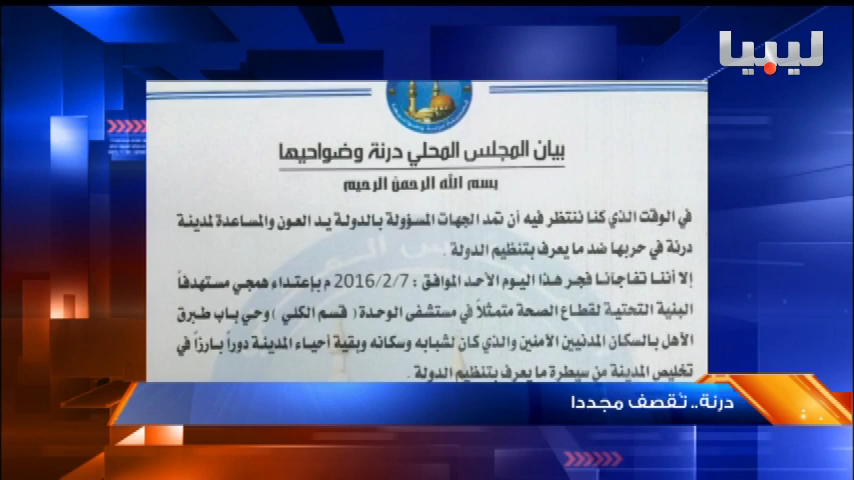 ليبيا
بيان المجلس المحلي درنة وضواحيها
بسم الله الرحمن الرحيم
في الوقت الذي كنا ننتظر فيه أن تمد الجهات المسؤولة بالدولة يد العون والمساعدة لمدينة
درنة في حربها ضد ما يعرف بتنظيم الدولة .
إلا أننا تفاجانا فجر هذا اليوم الأحد الموافق : 2016/2/7 م بإعتداء همجي مستهدفاً
البنية التحتية لقطاع الصحة متمثلاً في مستشفى الوحدة ( قسم الكلي ) وحي باب طبرق
الأهل بالسكان المدنيين الآمنين والذي كان لشبابه وسكانه وبقية أحياء المدينة دوراً بارزاً في
تخليص المدينة من سيطرة ما يعرف بتنظيم الدولة .
درنة.. تُقصف مجددا